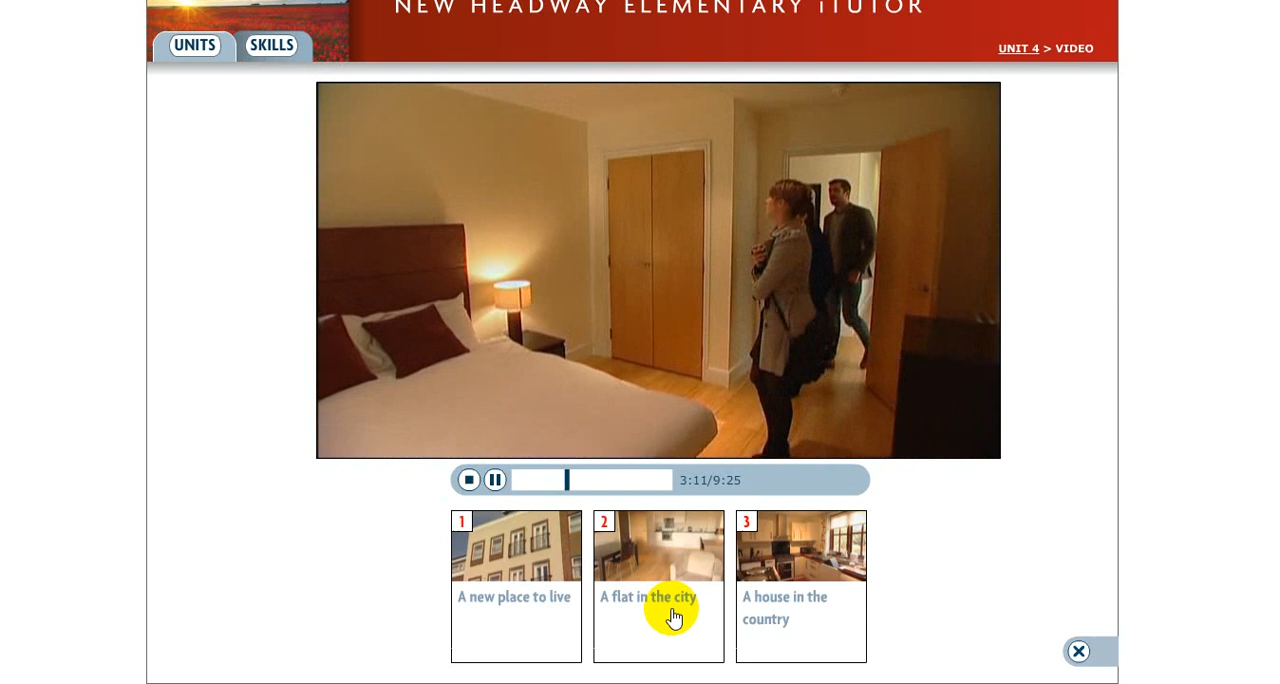 NEW HEADWAY ELEMENTARY iTUTOR
UNITS
SKILLS
UNIT 4 > VIDEO
3:11/9:25
1
2
3
A new place to live
A flat in the city
A house in the
country